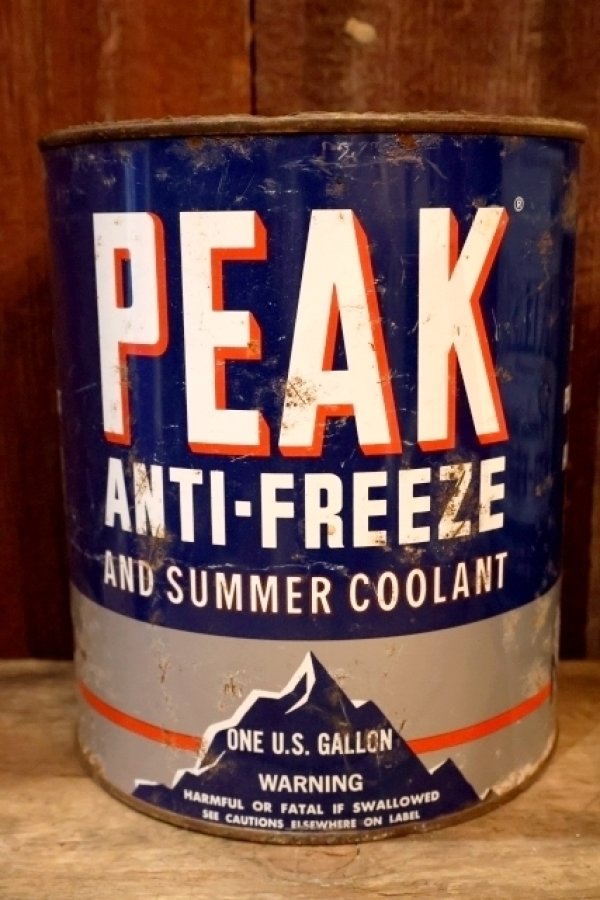 PEAK®
ANTI-FREEZE
AND SUMMER COOLANT
ONE U.S. GALLON
WARNING
HARMFUL OR FATAL IF SWALLOWED
SEE CAUTIONS ELSEWHERE ON LABEL